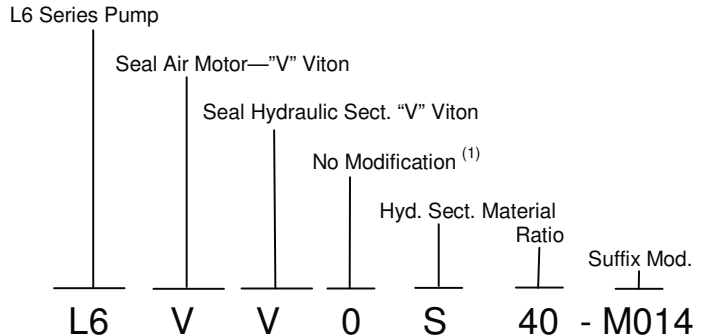 L6 Series Pump
Seal Air Motor—”V” Viton
Seal Hydraulic Sect. “V” Viton
No Modification (1)
Hyd. Sect. Material
Ratio
Suffix Mod.
L6 V V 0 S 40 - M014